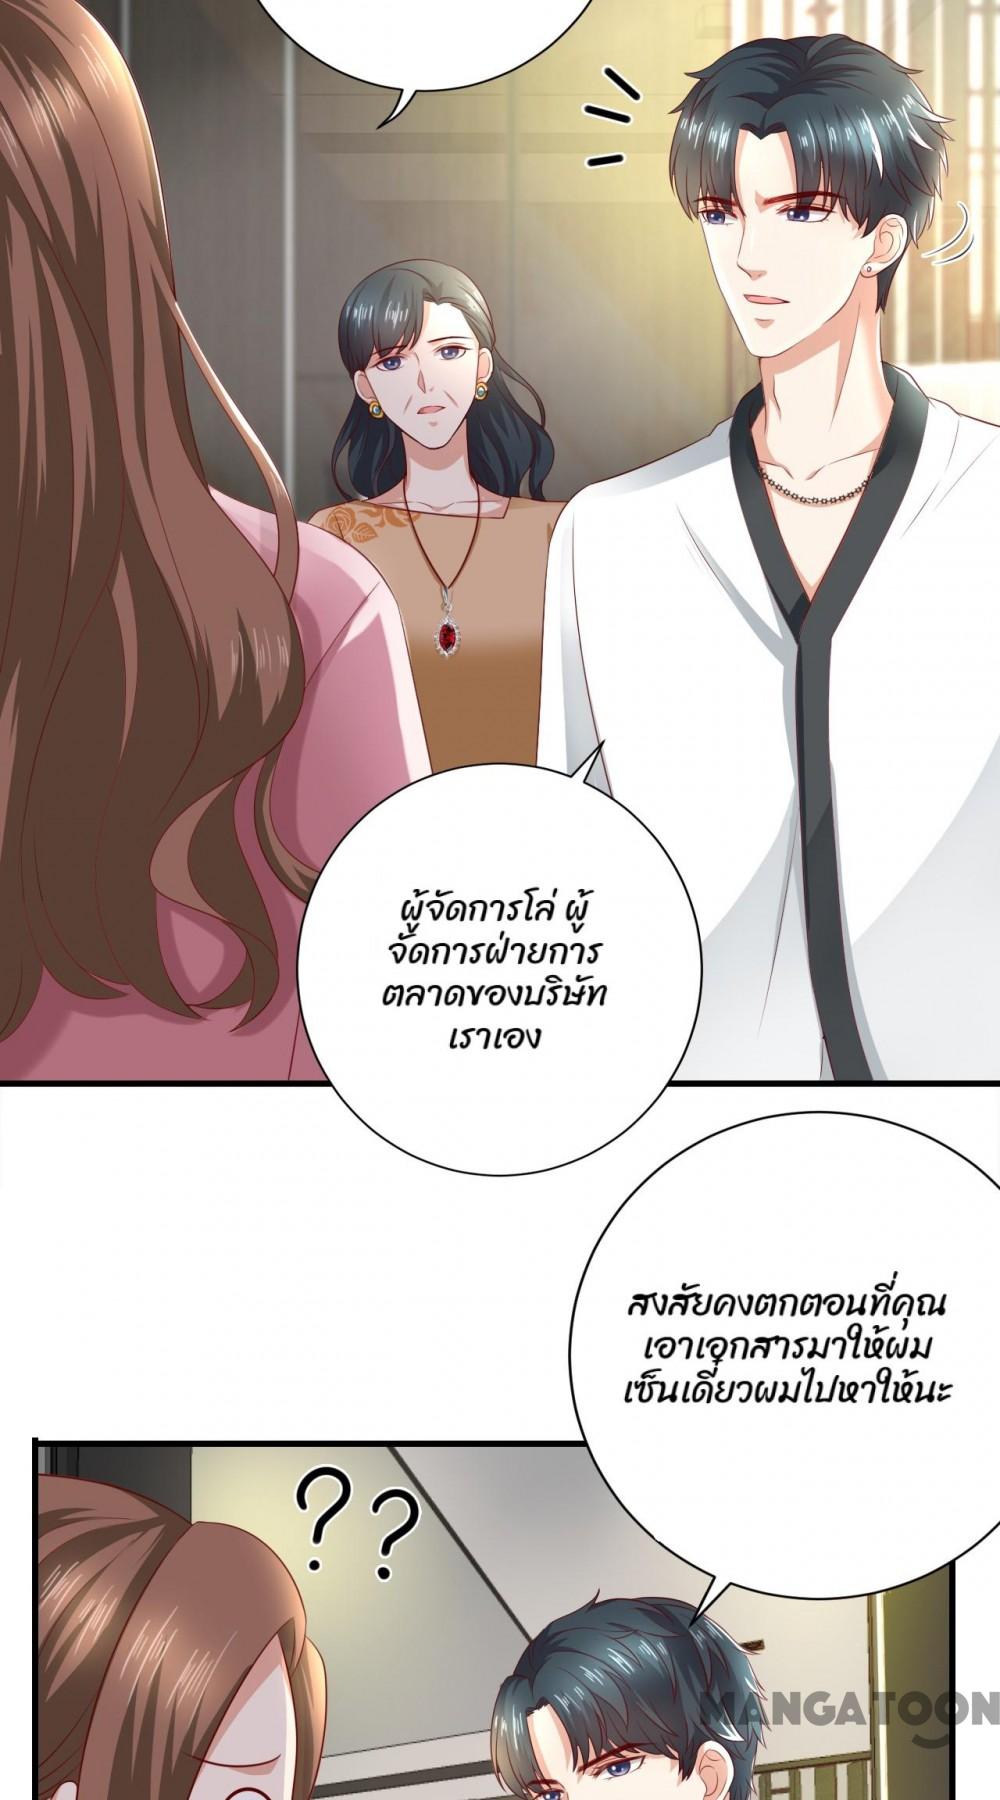 ผู้จัดการโล่ ผู้
จัดการฝ่ายการ
ตลาดของบริษัท
เราเอง
สงสัยคงตกตอนที่คุณ
เอาเอกสารมาให้ผม
เซ็นเดี๋ยวผมไปหาให้นะ
??
MANGATOON